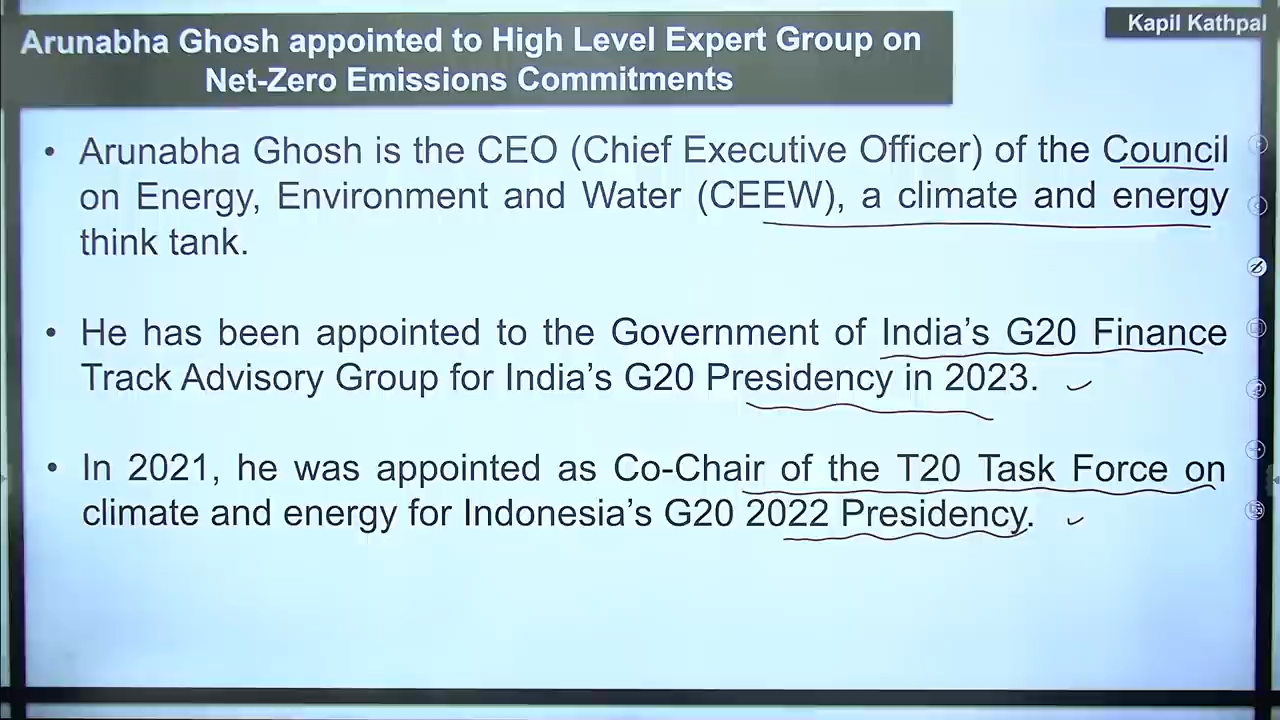 Arunabha Ghosh appointed to High Level Expert Group on
Net-Zero Emissions Commitments
Kapil Kathpal
• Arunabha Ghosh is the CEO (Chief Executive Officer) of the Council
on Energy, Environment and Water (CEEW), a climate and energy
think tank.
• He has been appointed to the Government of India’s G20 Finance
Track Advisory Group for India’s G20 Presidency in 2023.
• In 2021, he was appointed as Co-Chair of the T20 Task Force on
climate and energy for Indonesia’s G20 2022 Presidency.